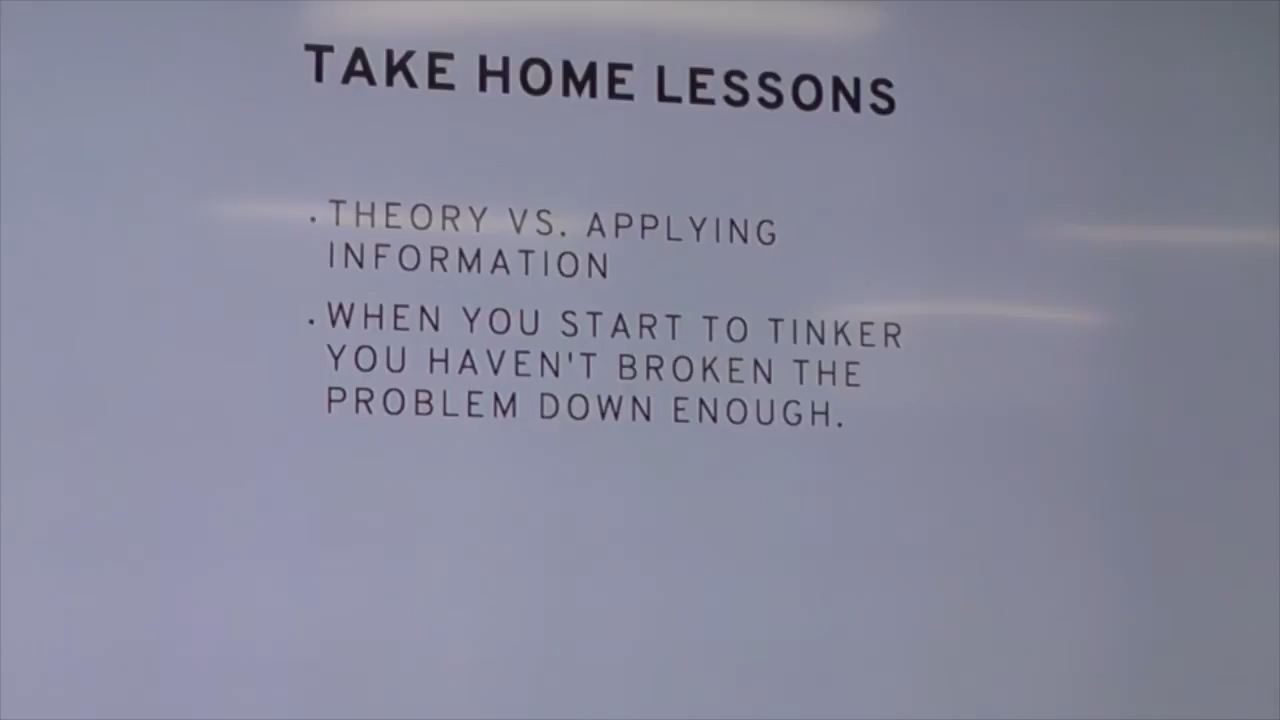 TAKE HOME LESSONS
. THEORY VS. APPLYING
INFORMATION
. WHEN YOU START TO TINKER
YOU HAVEN'T BROKEN THE
PROBLEM DOWN ENOUGH.